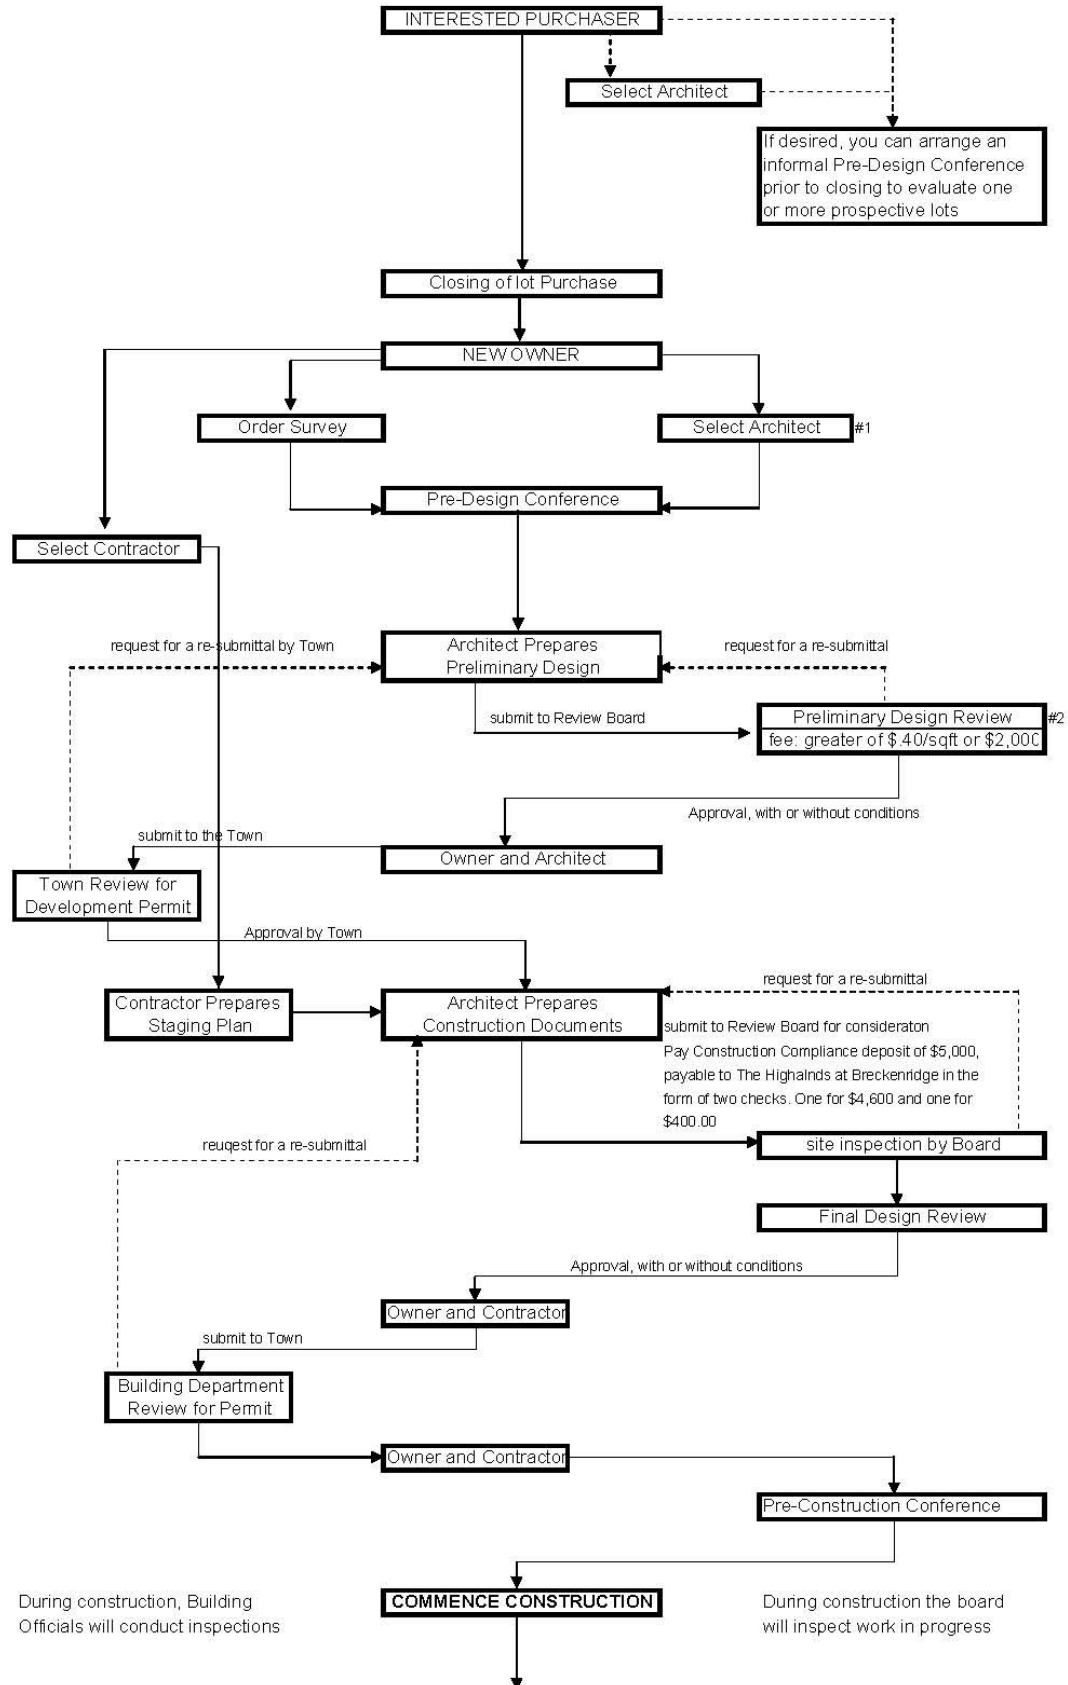 INTERESTED PURCHASER
Select Architect
If desired, you can arrange an
informal Pre-Design Conference
prior to closing to evaluate one
or more prospective lots
Closing of lot Purchase
NEW OWNER
Order Survey
Select Architect
#1
Pre-Design Conference
Select Contractor
request for a re-submittal by Town
Architect Prepares
Preliminary Design
request for a re-submittal
submit to Review Board
Preliminary Design Review
#2
fee: greater of $.40/sqft or $2,000
Approval, with or without conditions
submit to the Town
Owner and Architect
Town Review for
Development Permit
Approval by Town
request for a re-submittal
Contractor Prepares
Staging Plan
Architect Prepares
Construction Documents
submit to Review Board for consideraton
Pay Construction Compliance deposit of $5,000,
payable to The Highalnds at Breckenridge in the
form of two checks. One for $4,600 and one for
$400.00
reuqest for a re-submittal
site inspection by Board
Final Design Review
Approval, with or without conditions
Owner and Contractor
submit to Town
Building Department
Review for Permit
Owner and Contractor
Pre-Construction Conference
COMMENCE CONSTRUCTION
During construction, Building
Officials will conduct inspections
During construction the board
will inspect work in progress